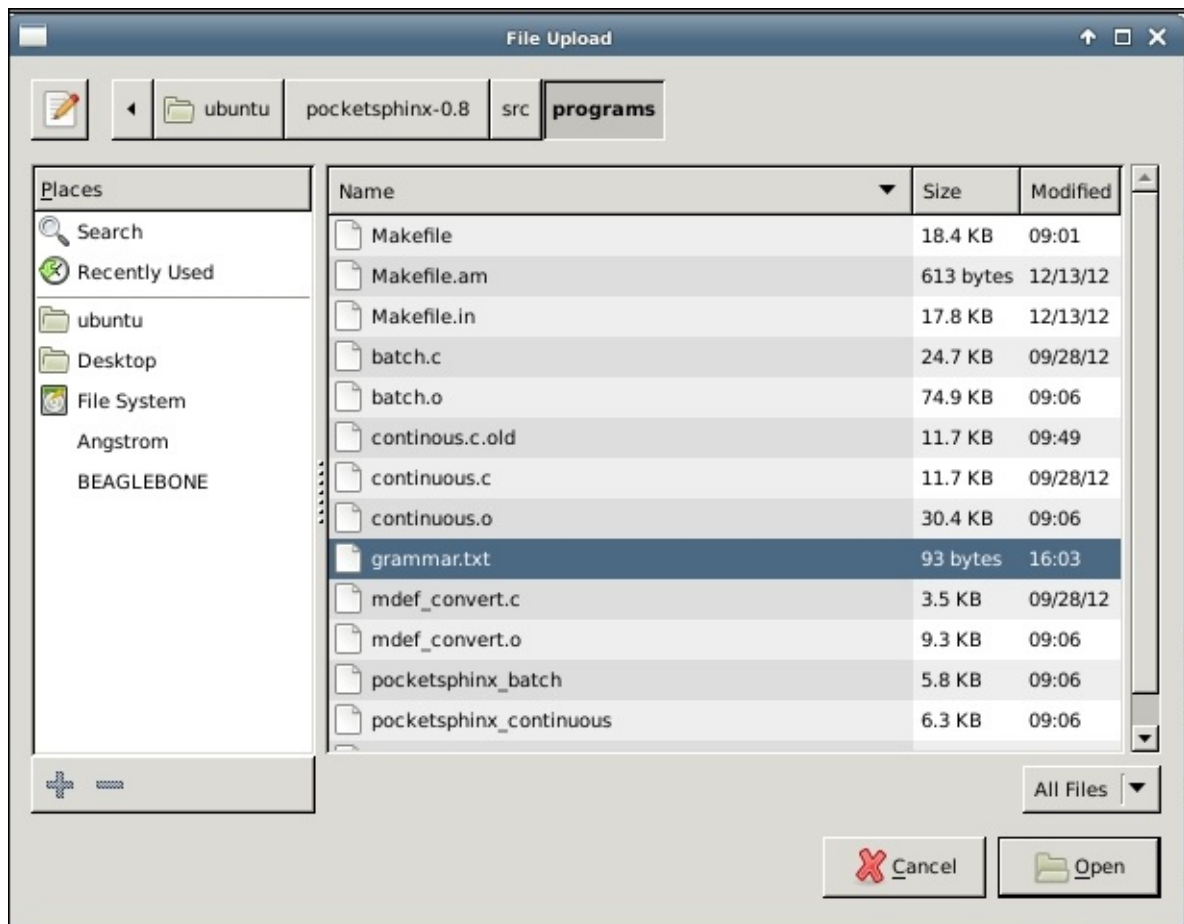 File Upload
ubuntu pocketsphinx-0.8 src programs
Places
Search
Recently Used
ubuntu
Desktop
File System
Angstrom
BEAGLEBONE
Name Size Modified
Makefile 18.4 KB 09:01
Makefile.am 613 bytes 12/13/12
Makefile.in 17.8 KB 12/13/12
batch.c 24.7 KB 09/28/12
batch.o 74.9 KB 09:06
continous.c.old 11.7 KB 09:49
continuous.c 11.7 KB 09/28/12
continuous.o 30.4 KB 09:06
grammar.txt 93 bytes 16:03
mdef_convert.c 3.5 KB 09/28/12
mdef_convert.o 9.3 KB 09:06
pocketsphinx_batch 5.8 KB 09:06
pocketsphinx_continuous 6.3 KB 09:06
All Files
Cancel Open